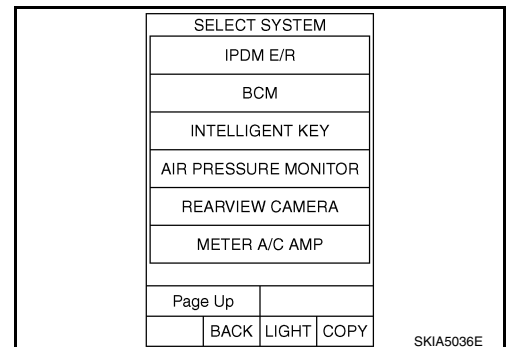 SELECT SYSTEM
IPDM E/R
BCM
INTELLIGENT KEY
AIR PRESSURE MONITOR
REARVIEW CAMERA
METER A/C AMP
Page Up
BACK LIGHT COPY
SKIA5036E